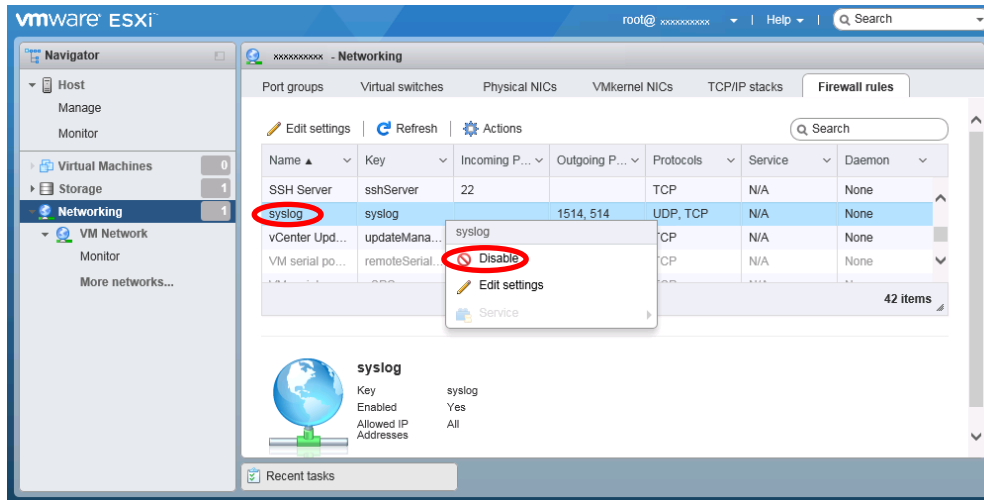 vmware ESXi™
root@ xxxxxxxxxx | Help | Search
Navigator
xxxxxxxxxx - Networking
Host
Manage
Monitor
Virtual Machines 0
Storage 1
Networking 1
VM Network
Monitor
More networks...
Port groups Virtual switches Physical NICs VMkernel NICs TCP/IP stacks Firewall rules
Edit settings | Refresh | Actions Search
Name Key Incoming P... Outgoing P... Protocols Service Daemon
SSH Server sshServer 22 TCP N/A None
syslog syslog 1514, 514 UDP, TCP N/A None
vCenter Upd... updateMana... TCP N/A None
VM serial po... remoteSerial... TCP N/A None
42 items
syslog
Disable
Edit settings
Service
syslog
Key syslog
Enabled Yes
Allowed IP All
Addresses
Recent tasks